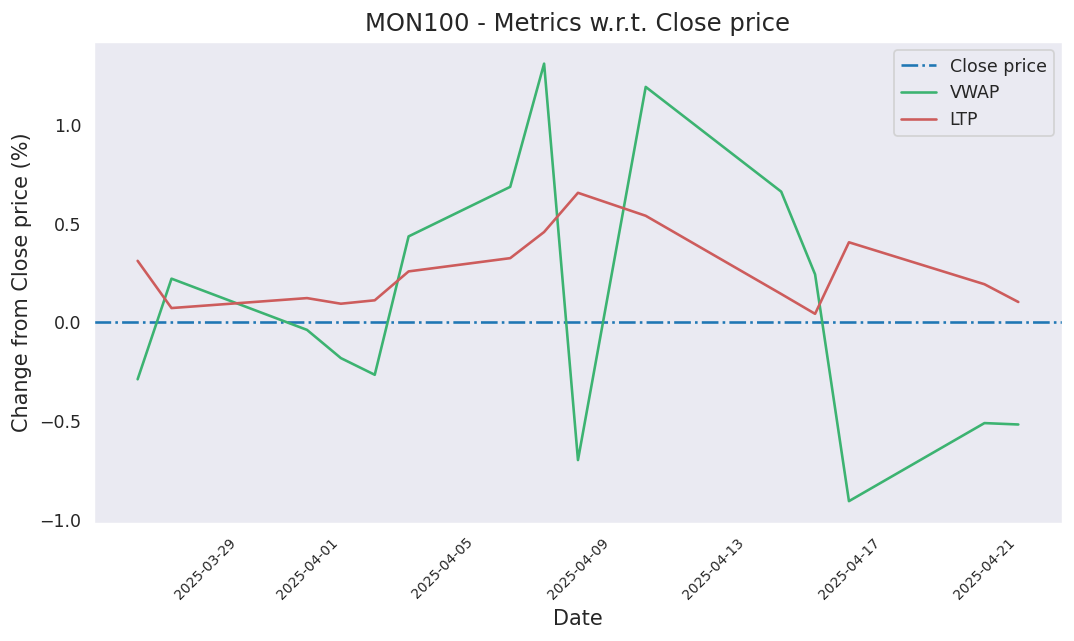 MON100 - Metrics w.r.t. Close price
Close price
VWAP
LTP
Change from Close price (%)
1.0
0.5
0.0
−0.5
−1.0
2025-03-29
2025-04-01
2025-04-05
2025-04-09
2025-04-13
2025-04-17
2025-04-21
Date